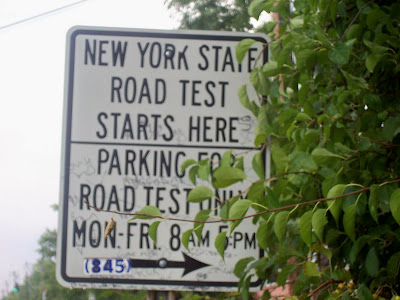 NEW YORK STATE
ROAD TEST
STARTS HERE
PARKING FOR
ROAD TEST ONLY
MON-FRI. 8AM 5PM
(845)